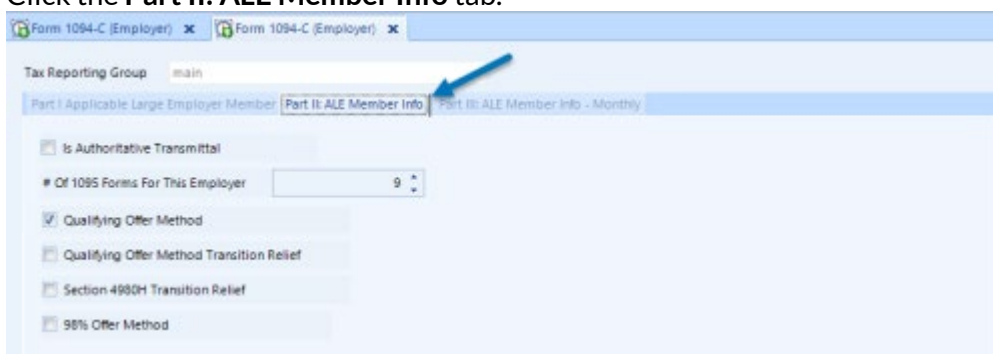 Click the Part II: ALE Member Info tab.
Form 1094-C (Employer) x Form 1094-C (Employer) x
Tax Reporting Group main
Part I Applicable Large Employer Member Part II: ALE Member Info Part III: ALE Member Info - Monthly
Is Authoritative Transmittal
# Of 1095 Forms For This Employer 9
Qualifying Offer Method
Qualifying Offer Method Transition Relief
Section 4980H Transition Relief
98% Offer Method